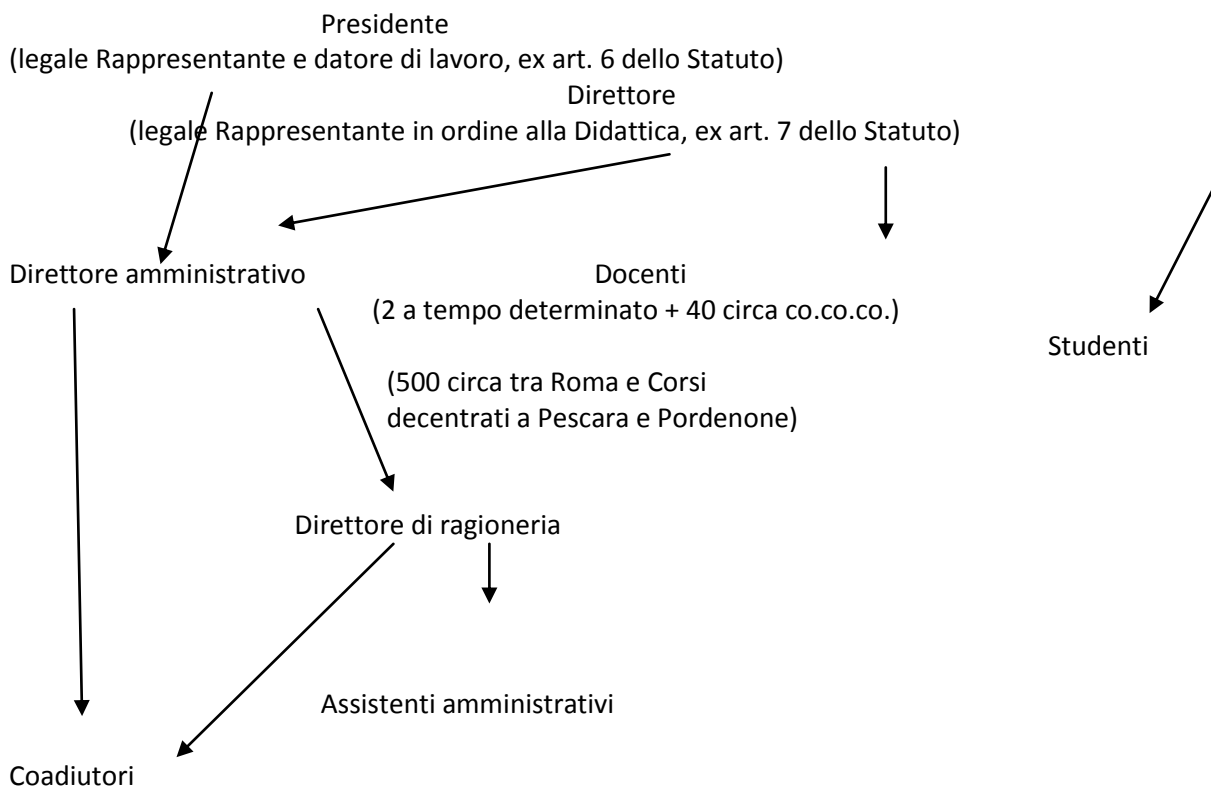 Presidente
(legale Rappresentante e datore di lavoro, ex art. 6 dello Statuto)
Direttore
(legale Rappresentante in ordine alla Didattica, ex art. 7 dello Statuto)
Direttore amministrativo
Docenti
(2 a tempo determinato + 40 circa co.co.co.)
Studenti
(500 circa tra Roma e Corsi
decentrati a Pescara e Pordenone)
Direttore di ragioneria
Assistenti amministrativi
Coadiutori